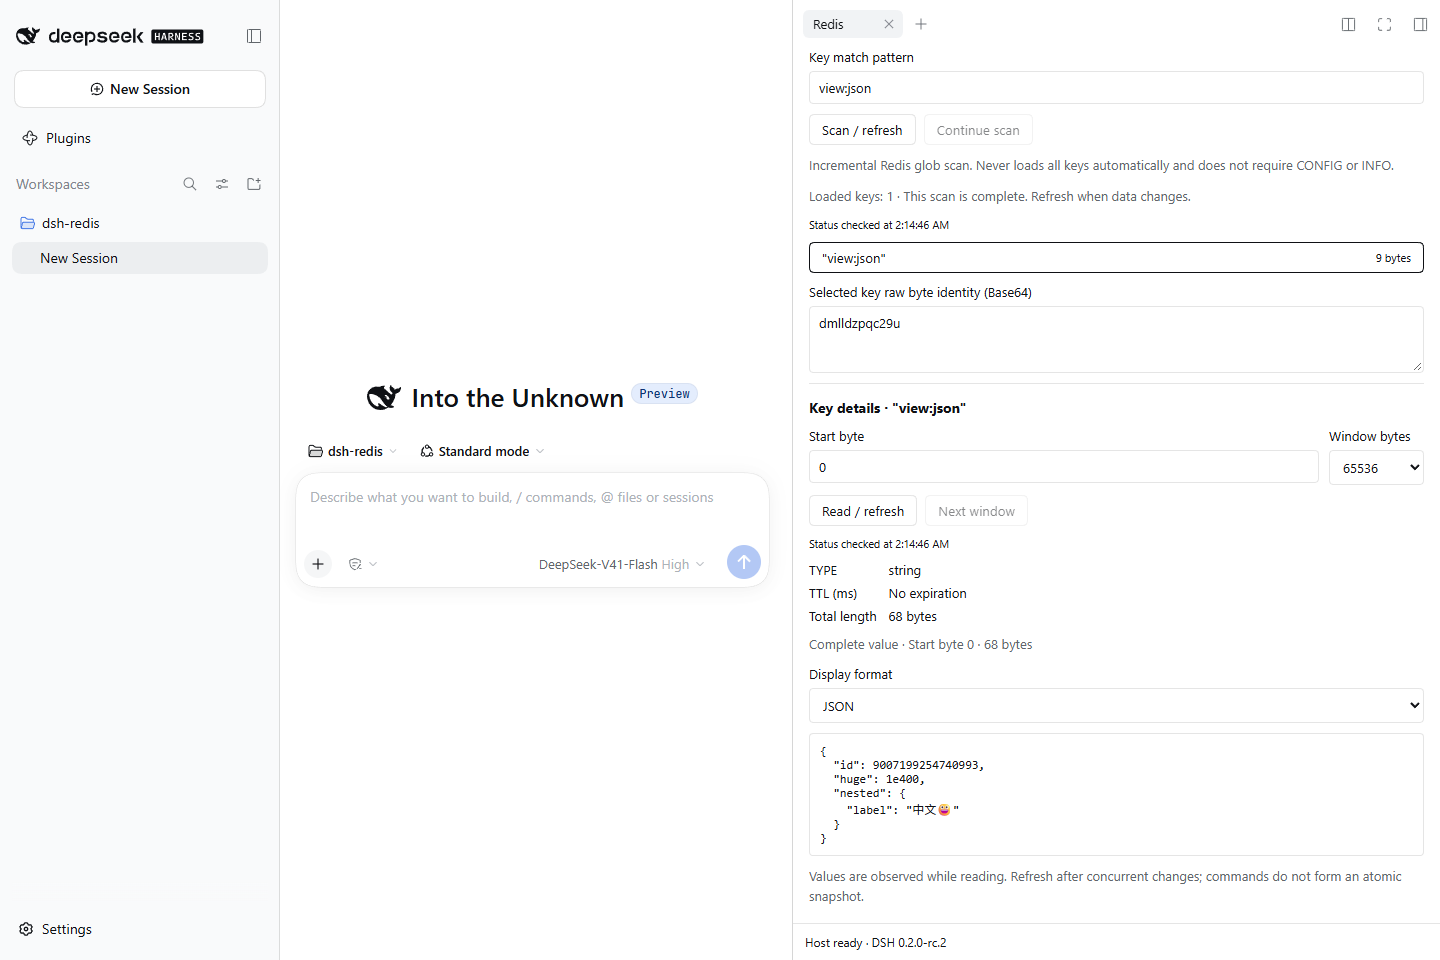 deepseek HARNESS
New Session
Plugins
Workspaces
dsh-redis
New Session
Settings
Into the Unknown Preview
dsh-redis Standard mode
Describe what you want to build, / commands, @ files or sessions
DeepSeek-V41-Flash High
Redis
Key match pattern
view:json
Scan / refresh Continue scan
Incremental Redis glob scan. Never loads all keys automatically and does not require CONFIG or INFO.
Loaded keys: 1 · This scan is complete. Refresh when data changes.
Status checked at 2:14:46 AM
"view:json" 9 bytes
Selected key raw byte identity (Base64)
dmlldzpqc29u
Key details · "view:json"
Start byte Window bytes
0 65536
Read / refresh Next window
Status checked at 2:14:46 AM
TYPE string
TTL (ms) No expiration
Total length 68 bytes
Complete value · Start byte 0 · 68 bytes
Display format
JSON
{
"id": 9007199254740993,
"huge": 1e400,
"nested": {
"label": "中文😀"
}
}
Values are observed while reading. Refresh after concurrent changes; commands do not form an atomic
snapshot.
Host ready · DSH 0.2.0-rc.2